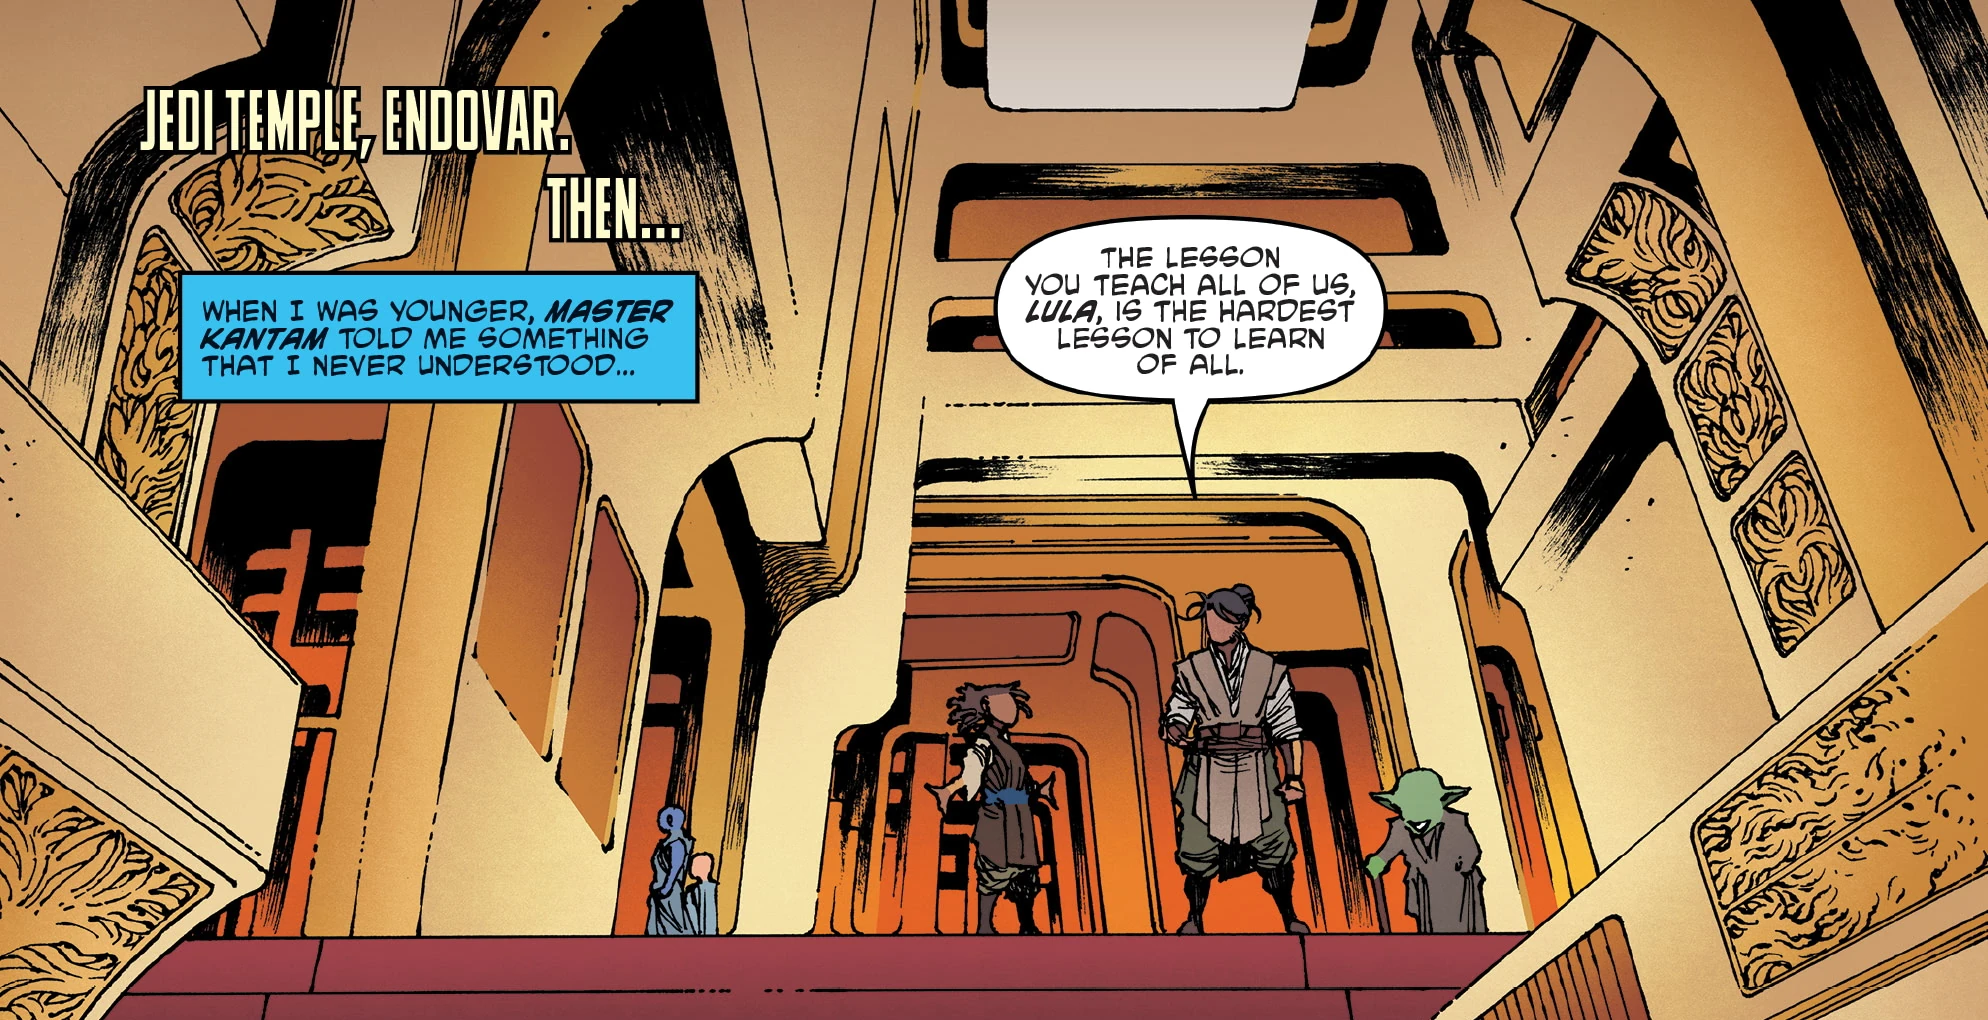 JEDI TEMPLE, ENDOVAR.
THEN...
WHEN I WAS YOUNGER, MASTER
KANTAM TOLD ME SOMETHING
THAT I NEVER UNDERSTOOD...
THE LESSON
YOU TEACH ALL OF US,
LULA, IS THE HARDEST
LESSON TO LEARN
OF ALL.